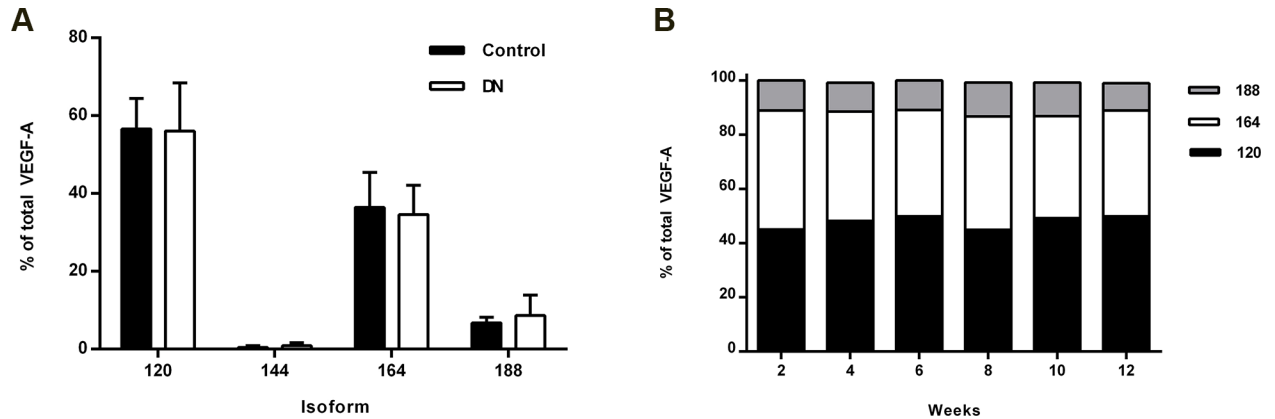 A
80
60
40
20
0
% of total VEGF-A
120 144 164 188
Isoform
Control
DN
B
100
80
60
40
20
0
% of total VEGF-A
2 4 6 8 10 12
Weeks
188
164
120